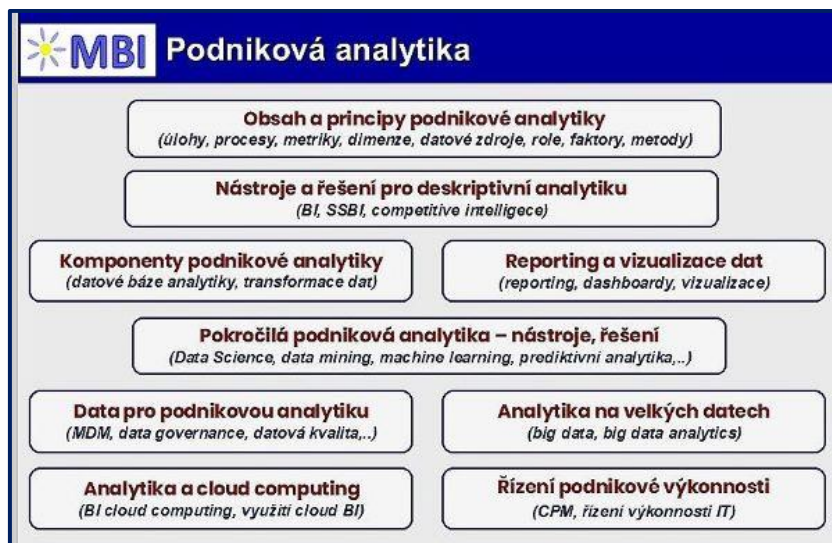 MBI Podniková analytika
Obsah a principy podnikové analytiky
(úlohy, procesy, metriky, dimenze, datové zdroje, role, faktory, metody)
Nástroje a řešení pro deskriptivní analytiku
(BI, SSBI, competitive intelligece)
Komponenty podnikové analytiky
(datové báze analytiky, transformace dat)
Reporting a vizualizace dat
(reporting, dashboardy, vizualizace)
Pokročilá podniková analytika – nástroje, řešení
(Data Science, data mining, machine learning, prediktivní analytika,..)
Data pro podnikovou analytiku
(MDM, data governance, datová kvalita,..)
Analytika na velkých datech
(big data, big data analytics)
Analytika a cloud computing
(BI cloud computing, využití cloud BI)
Řízení podnikové výkonnosti
(CPM, řízení výkonnosti IT)